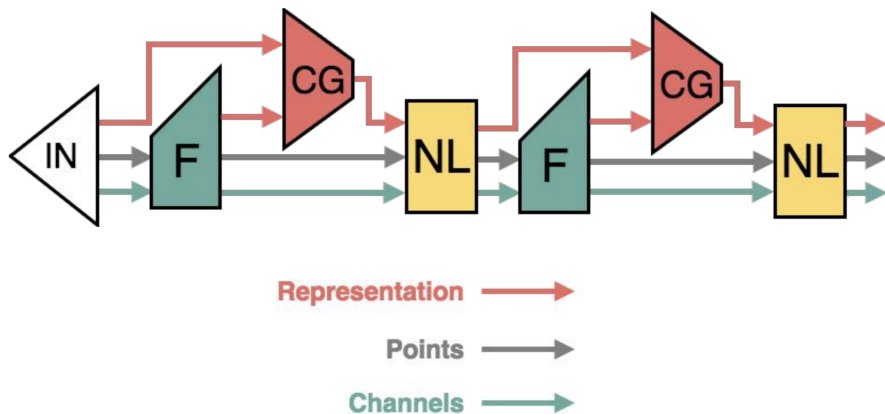 IN
F
CG
NL
F
CG
NL
Representation
Points
Channels